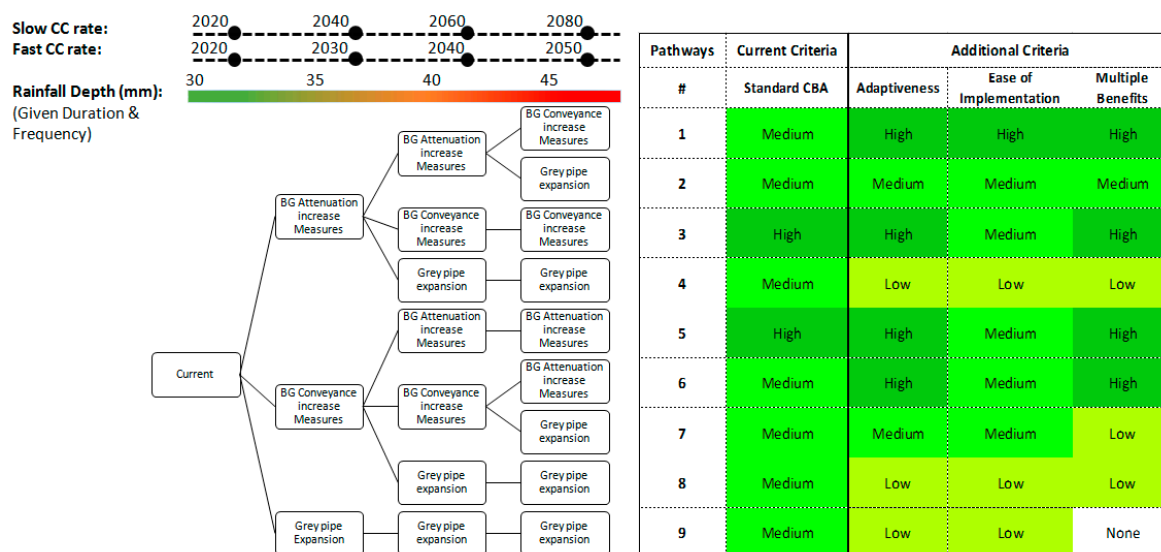 Slow CC rate:
2020 2040 2060 2080
Fast CC rate:
2020 2030 2040 2050
Rainfall Depth (mm):
30 35 40 45
(Given Duration &
Frequency)
Current
BG Attenuation
increase
Measures
BG Conveyance
increase
Measures
Grey pipe
Expansion
BG Attenuation
increase
Measures
BG Conveyance
increase
Measures
Grey pipe
expansion
BG Attenuation
increase
Measures
BG Conveyance
increase
Measures
Grey pipe
expansion
Grey pipe
expansion
BG Conveyance
increase
Measures
Grey pipe
expansion
BG Conveyance
increase
Measures
Grey pipe
expansion
BG Attenuation
increase
Measures
BG Attenuation
increase
Measures
Grey pipe
expansion
Grey pipe
expansion
Grey pipe
expansion
Pathways Current Criteria Additional Criteria
# Standard CBA Adaptiveness Ease of
Implementation Multiple
Benefits
1 Medium High High High
2 Medium Medium Medium Medium
3 High High Medium High
4 Medium Low Low Low
5 High High Medium High
6 Medium High Medium High
7 Medium Medium Medium Low
8 Medium Low Low Low
9 Medium Low Low None